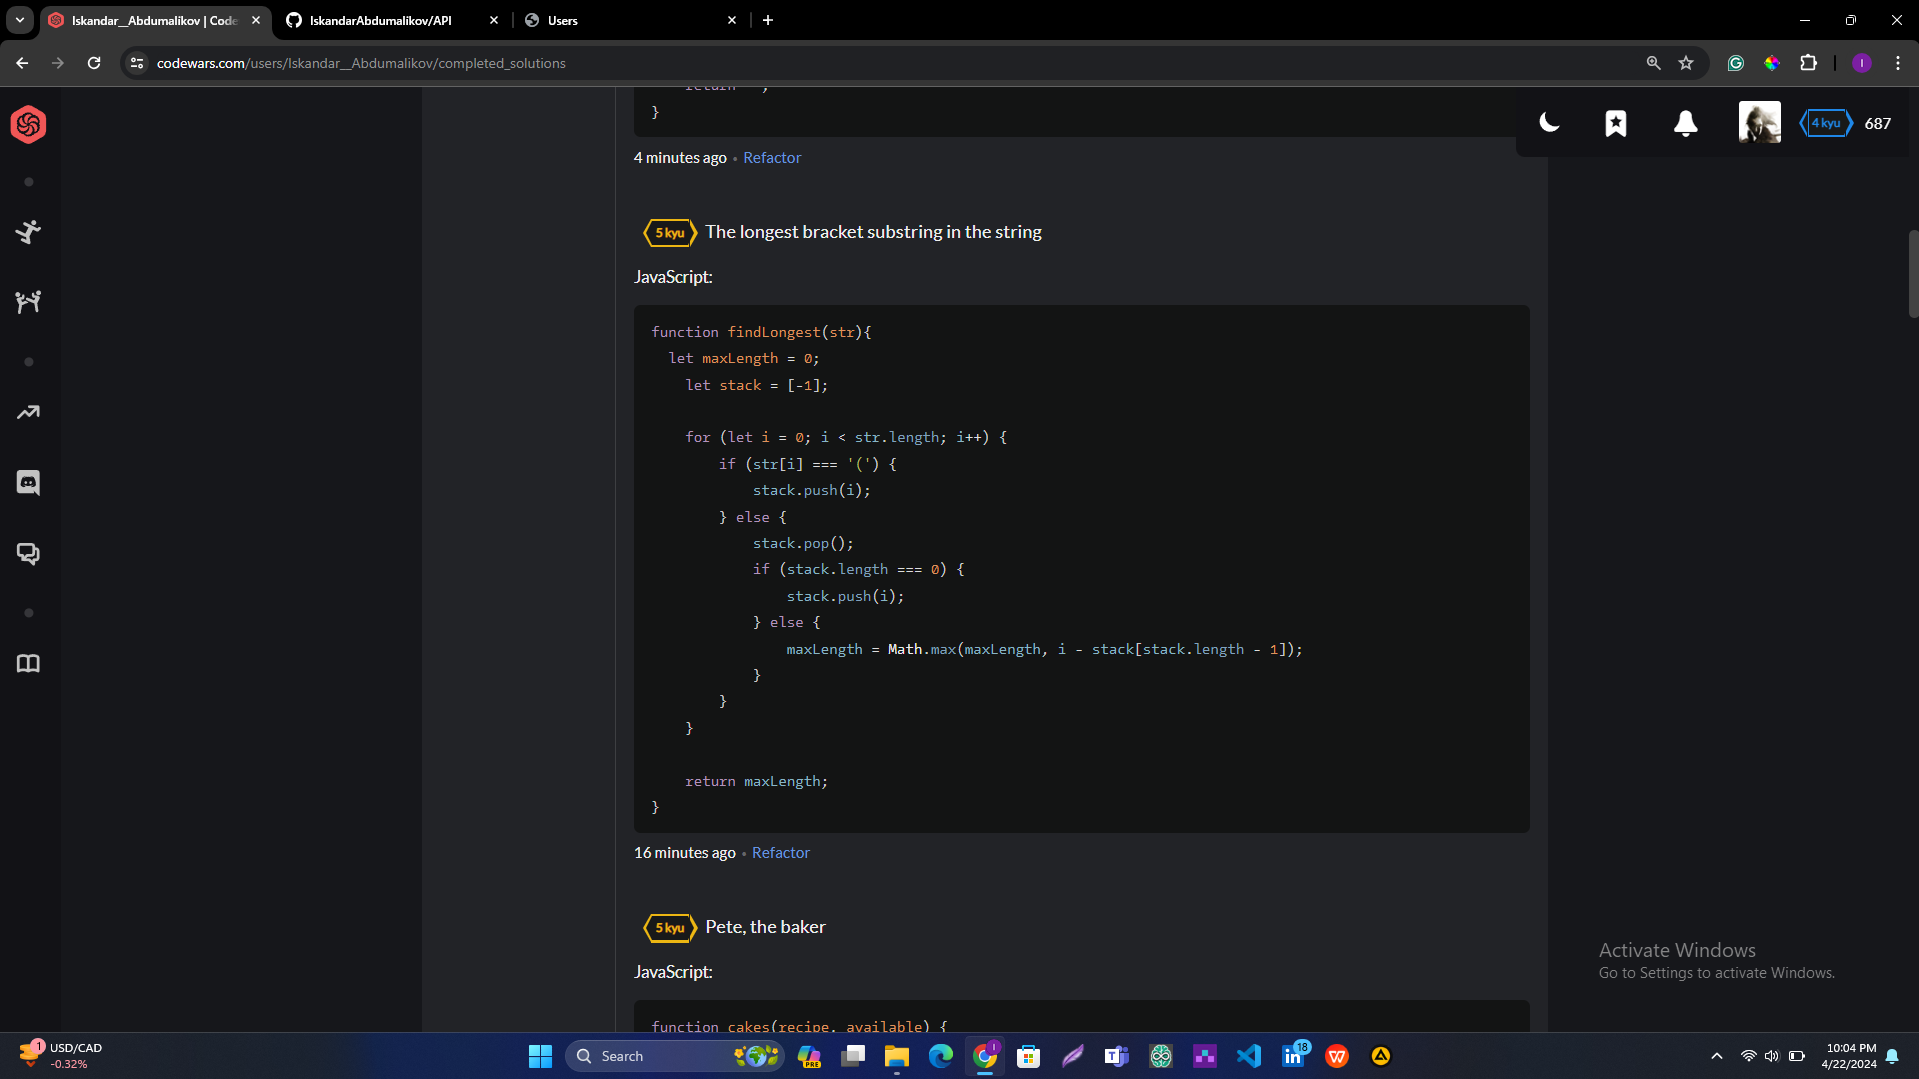 Iskandar__Abdumalikov | Code
IskandarAbdumalikov/API
Users
codewars.com/users/Iskandar__Abdumalikov/completed_solutions
I
}
4 kyu
687
4 minutes ago • Refactor
5 kyu
The longest bracket substring in the string
JavaScript:
function findLongest(str){
  let maxLength = 0;
    let stack = [-1];
    for (let i = 0; i < str.length; i++) {
        if (str[i] === '(') {
            stack.push(i);
        } else {
            stack.pop();
            if (stack.length === 0) {
                stack.push(i);
            } else {
                maxLength = Math.max(maxLength, i - stack[stack.length - 1]);
            }
        }
    }
    return maxLength;
}
16 minutes ago • Refactor
5 kyu
Pete, the baker
JavaScript:
function cakes(recipe, available) {
Activate Windows
Go to Settings to activate Windows.
1
USD/CAD
-0.32%
Search
PRE
18
10:04 PM
4/22/2024